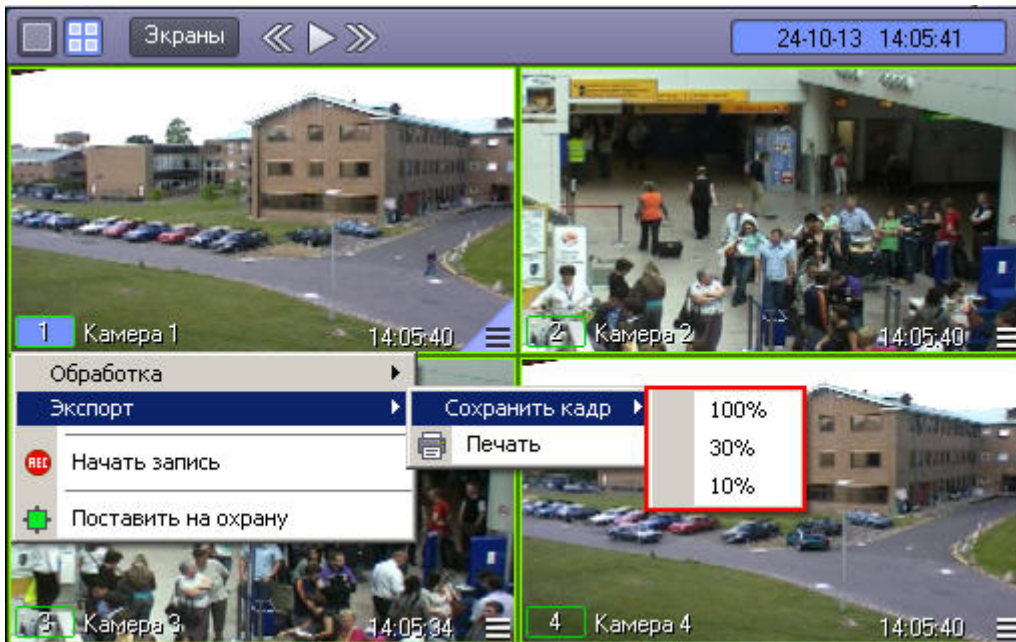 Экраны
24-10-13 14:05:41
1 Камера 1 14:05:40
2 Камера 2 14:05:40
Обработка
Экспорт
Сохранить кадр
100%
Печать
30%
10%
REC Начать запись
Поставить на охрану
3 Камера 3 14:05:34
4 Камера 4 14:05:40